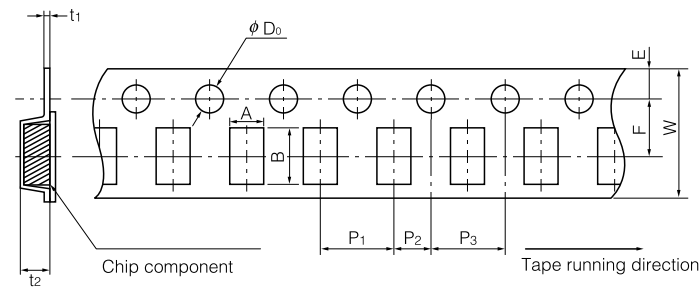 t1
ϕ D0
E
A
B
F
W
P1
P2
P3
t2
Chip component
Tape running direction